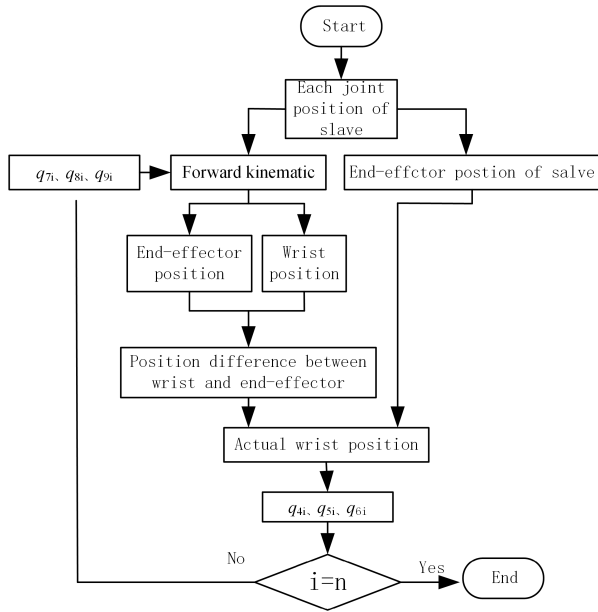 Start
Each joint
position of
slave
q7i、q8i、q9i
Forward kinematic
End-effctor postion of salve
End-effector
position
Wrist
position
Position difference between
wrist and end-effector
Actual wrist position
q4i、q5i、q6i
No
i=n
Yes
End